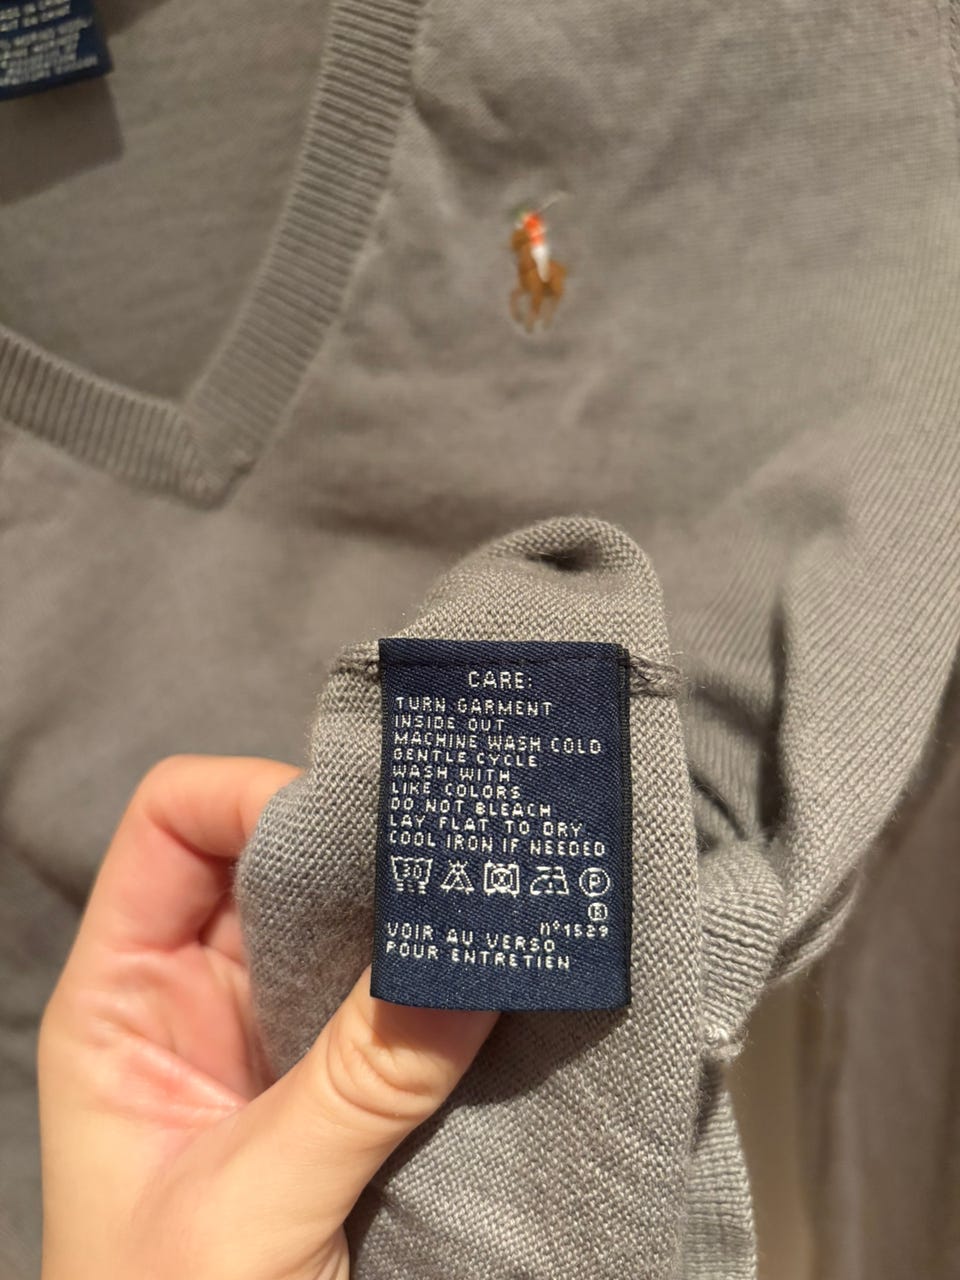 CARE:
TURN GARMENT
INSIDE OUT
MACHINE WASH COLD
GENTLE CYCLE
WASH WITH
LIKE COLORS
DO NOT BLEACH
LAY FLAT TO DRY
COOL IRON IF NEEDED
30 P
R
n°1529
VOIR AU VERSO
POUR ENTRETIEN